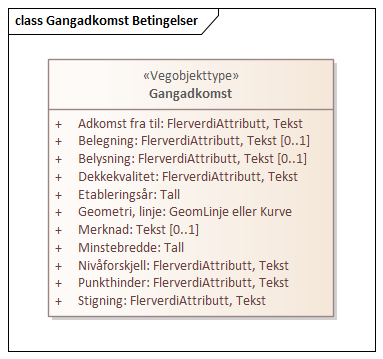 class Gangadkomst Betingelser
«Vegobjekttype»
Gangadkomst
+ Adkomst fra til: FlerverdiAttributt, Tekst
+ Belegning: FlerverdiAttributt, Tekst [0..1]
+ Belysning: FlerverdiAttributt, Tekst [0..1]
+ Dekkekvalitet: FlerverdiAttributt, Tekst
+ Etableringsår: Tall
+ Geometri, linje: GeomLinje eller Kurve
+ Merknad: Tekst [0..1]
+ Minstebredde: Tall
+ Nivåforskjell: FlerverdiAttributt, Tekst
+ Punkthinder: FlerverdiAttributt, Tekst
+ Stigning: FlerverdiAttributt, Tekst